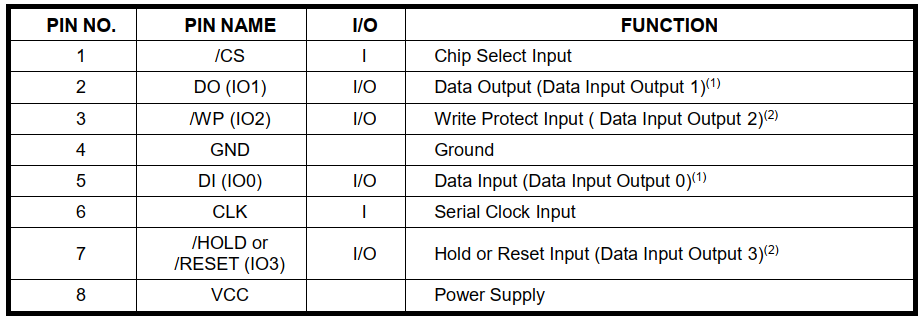 PIN NO. PIN NAME I/O FUNCTION
1 /CS I Chip Select Input
2 DO (IO1) I/O Data Output (Data Input Output 1)(1)
3 /WP (IO2) I/O Write Protect Input ( Data Input Output 2)(2)
4 GND Ground
5 DI (IO0) I/O Data Input (Data Input Output 0)(1)
6 CLK I Serial Clock Input
7 /HOLD or
/RESET (IO3) I/O Hold or Reset Input (Data Input Output 3)(2)
8 VCC Power Supply